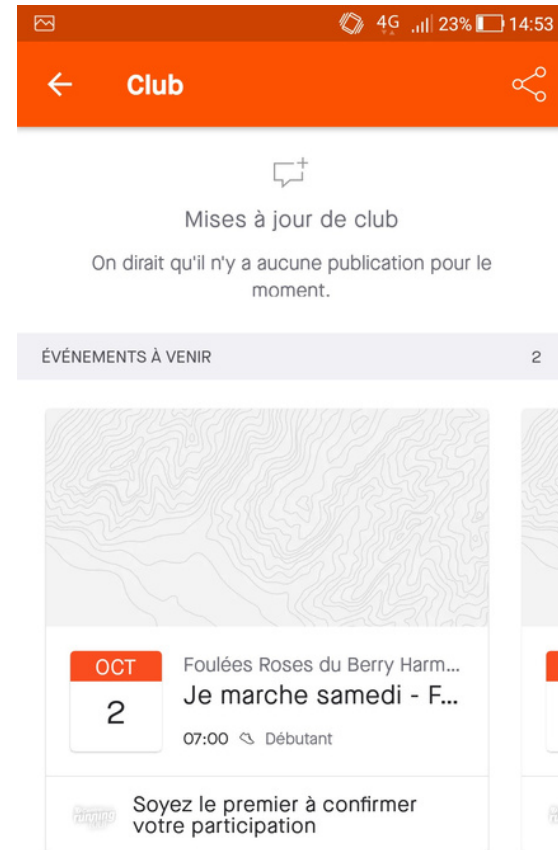 4G 23% 14:53
Club
Mises à jour de club
On dirait qu'il n'y a aucune publication pour le
moment.
ÉVÉNEMENTS À VENIR 2
OCT
2
Foulées Roses du Berry Harm...
Je marche samedi - F...
07:00 Débutant
running
Soyez le premier à confirmer
votre participation